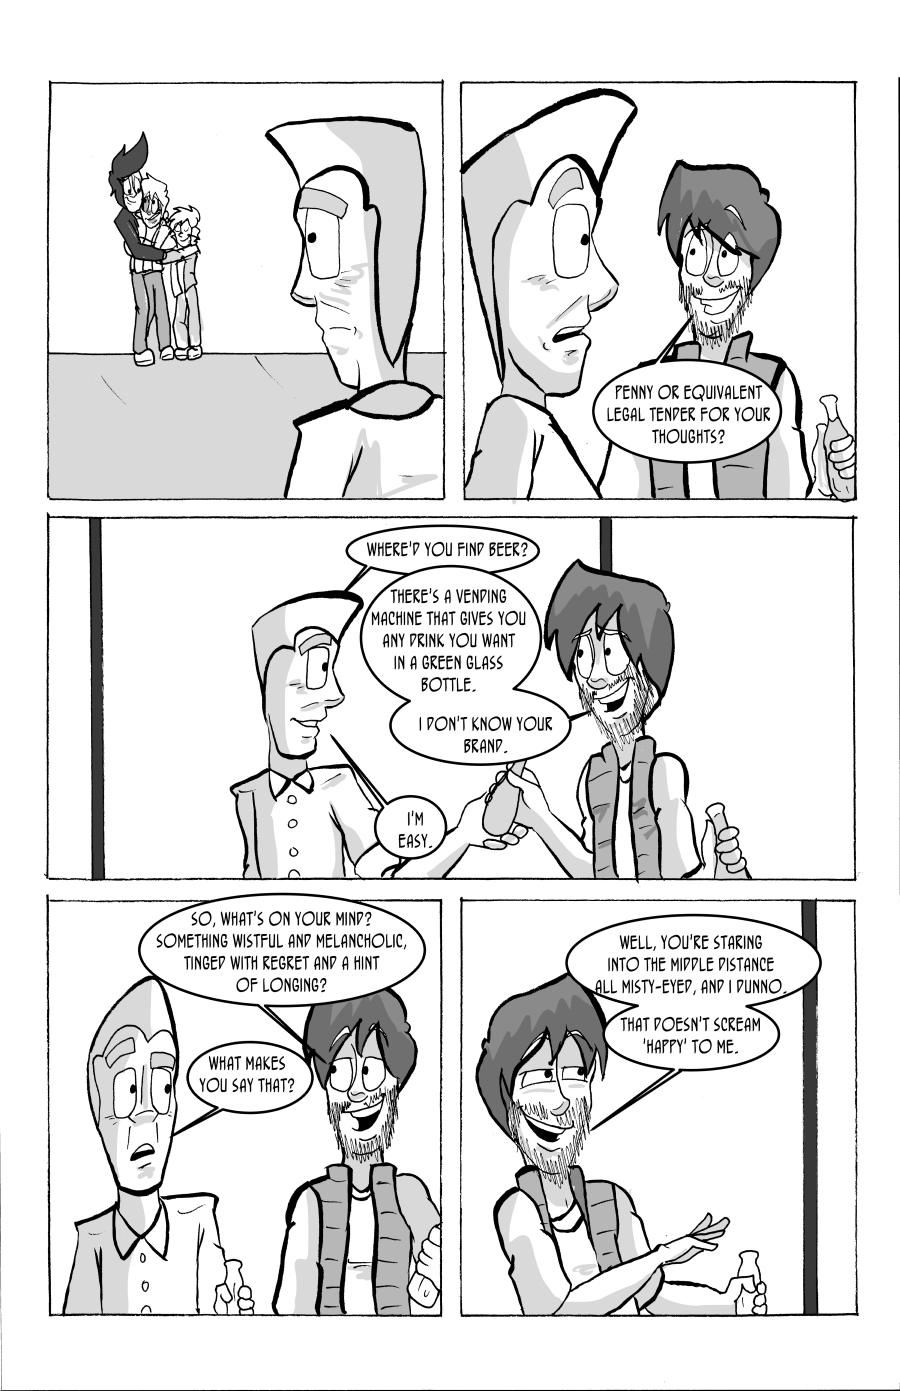 PENNY OR EQUIVALENT
LEGAL TENDER FOR YOUR
THOUGHTS?
WHERE'D YOU FIND BEER?
THERE'S A VENDING
MACHINE THAT GIVES YOU
ANY DRINK YOU WANT
IN A GREEN GLASS
BOTTLE.
I DON'T KNOW YOUR
BRAND.
I'M
EASY.
SO, WHAT'S ON YOUR MIND?
SOMETHING WISTFUL AND MELANCHOLIC,
TINGED WITH REGRET AND A HINT
OF LONGING?
WHAT MAKES
YOU SAY THAT?
WELL, YOU'RE STARING
INTO THE MIDDLE DISTANCE
ALL MISTY-EYED, AND I DUNNO.
THAT DOESN'T SCREAM
'HAPPY' TO ME.